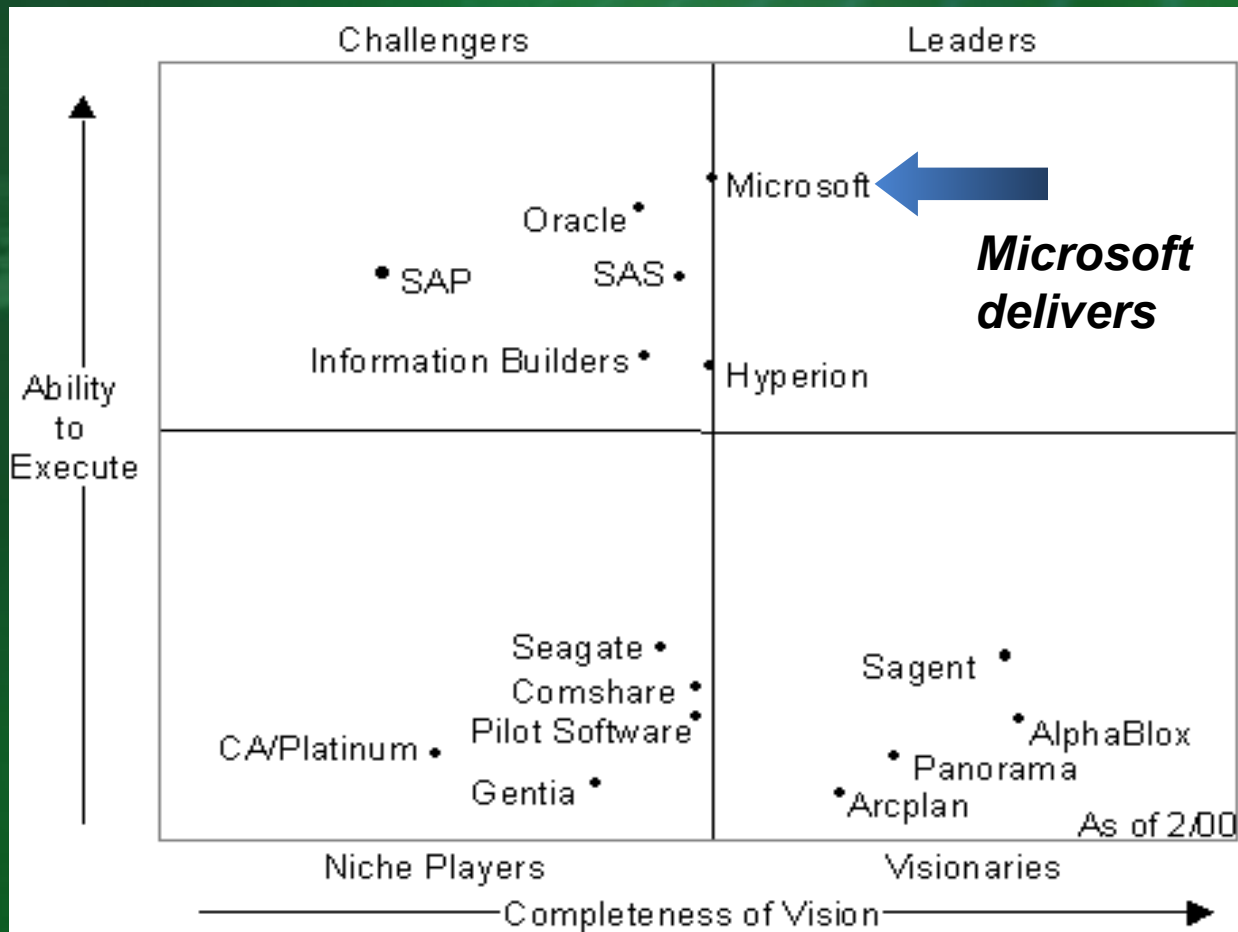 Challengers
Leaders
Microsoft
Oracle
SAP
SAS
Microsoft
delivers
Information Builders
Hyperion
Ability
to
Execute
Seagate
Sagent
Comshare
Pilot Software
AlphaBlox
CA/Platinum
Panorama
Gentia
Arcplan
As of 2/00
Niche Players
Visionaries
Completeness of Vision